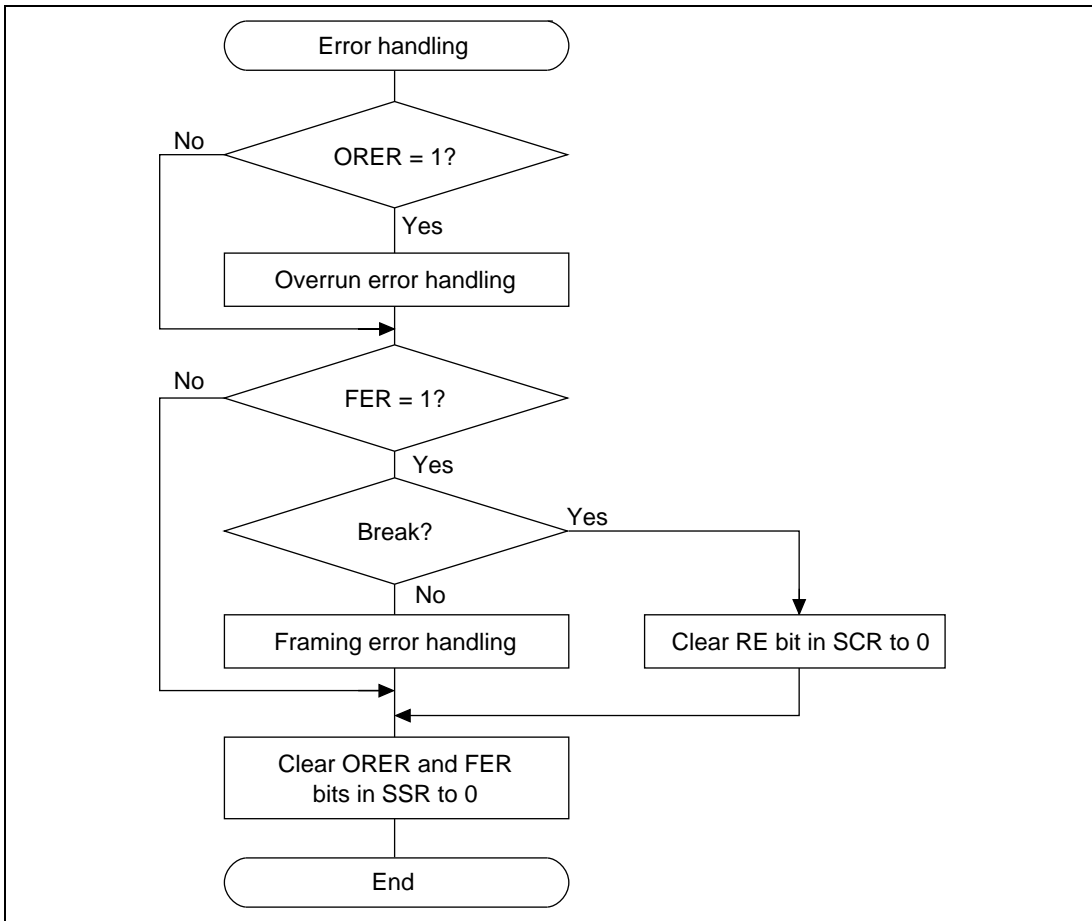 Error handling
No
ORER = 1?
Yes
Overrun error handling
No
FER = 1?
Yes
Break?
Yes
No
Framing error handling
Clear RE bit in SCR to 0
Clear ORER and FER
bits in SSR to 0
End